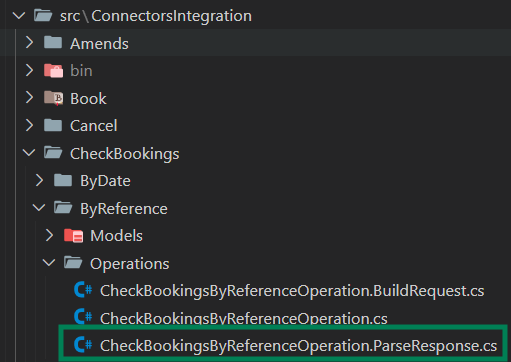 src\ConnectorsIntegration
Amends
bin
Book
Cancel
CheckBookings
ByDate
ByReference
Models
Operations
C# CheckBookingsByReferenceOperation.BuildRequest.cs
C# CheckBookingsByReferenceOperation.cs
C# CheckBookingsByReferenceOperation.ParseResponse.cs